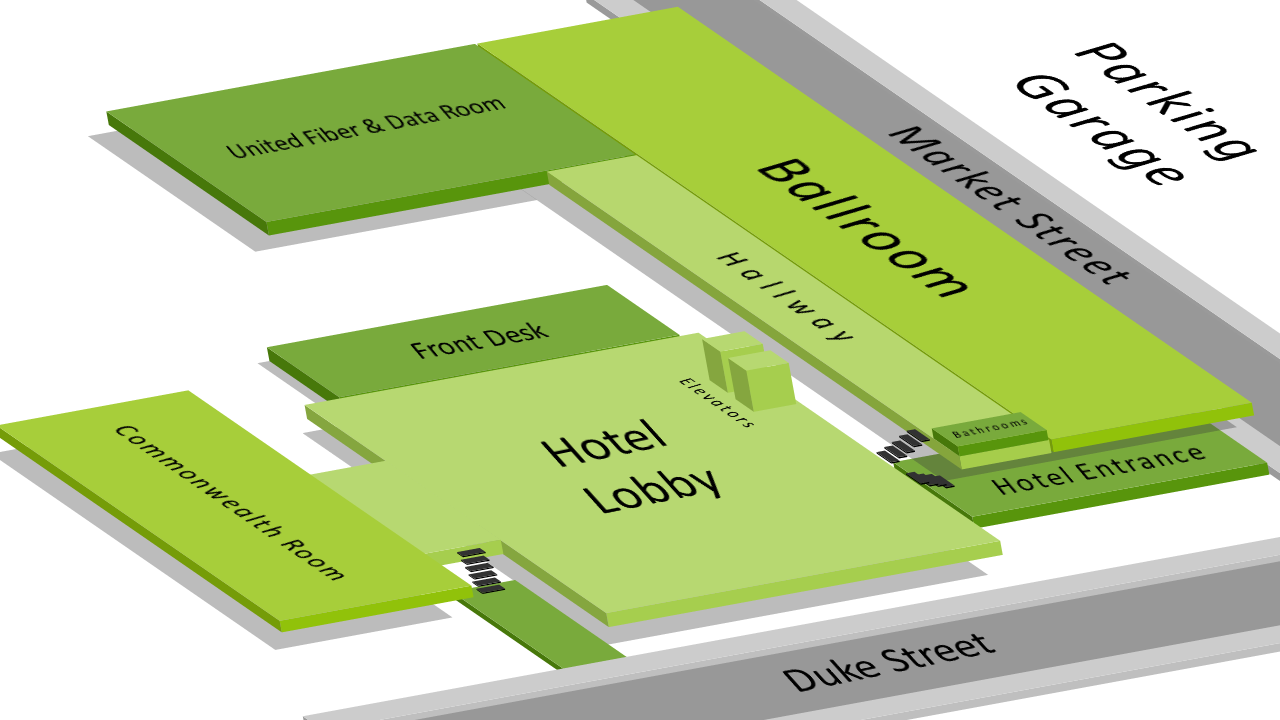 Parking
Garage
United Fiber & Data Room
Market Street
Ballroom
Hallway
Front Desk
Elevators
Hotel
Lobby
Bathrooms
Hotel Entrance
Commonwealth Room
Duke Street